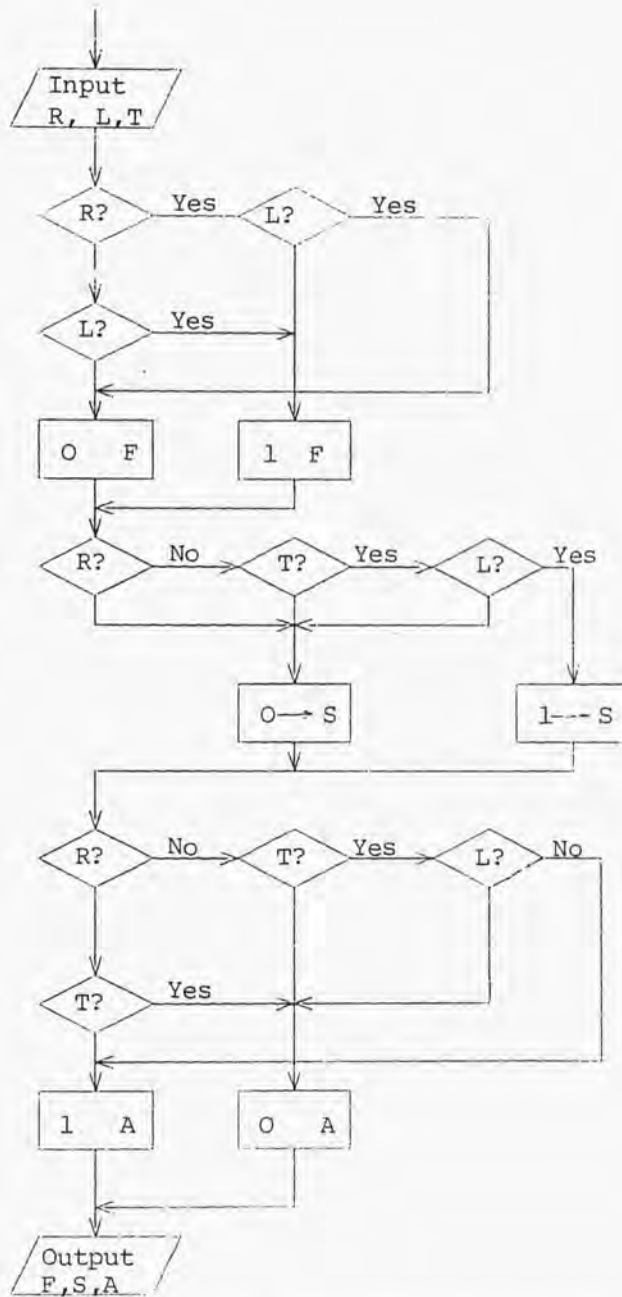 Input
R, L,T
R? Yes L? Yes
L? Yes
0 F 1 F
R? No T? Yes L? Yes
0→ S 1--- S
R? No T? Yes L? No
T? Yes
1 A 0 A
Output
F,S,A